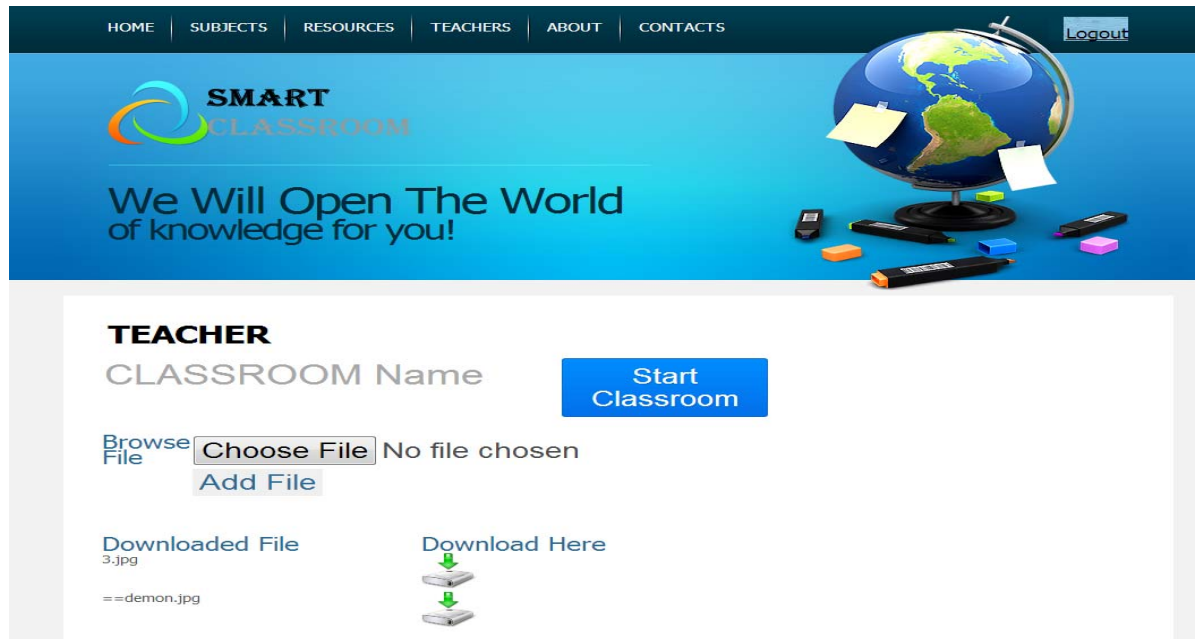 HOME SUBJECTS RESOURCES TEACHERS ABOUT CONTACTS Logout
SMART
CLASSROOM
We Will Open The World
of knowledge for you!
TEACHER
CLASSROOM Name
Start
Classroom
Browse
File
Choose File No file chosen
Add File
Downloaded File Download Here
3.jpg
==demon.jpg